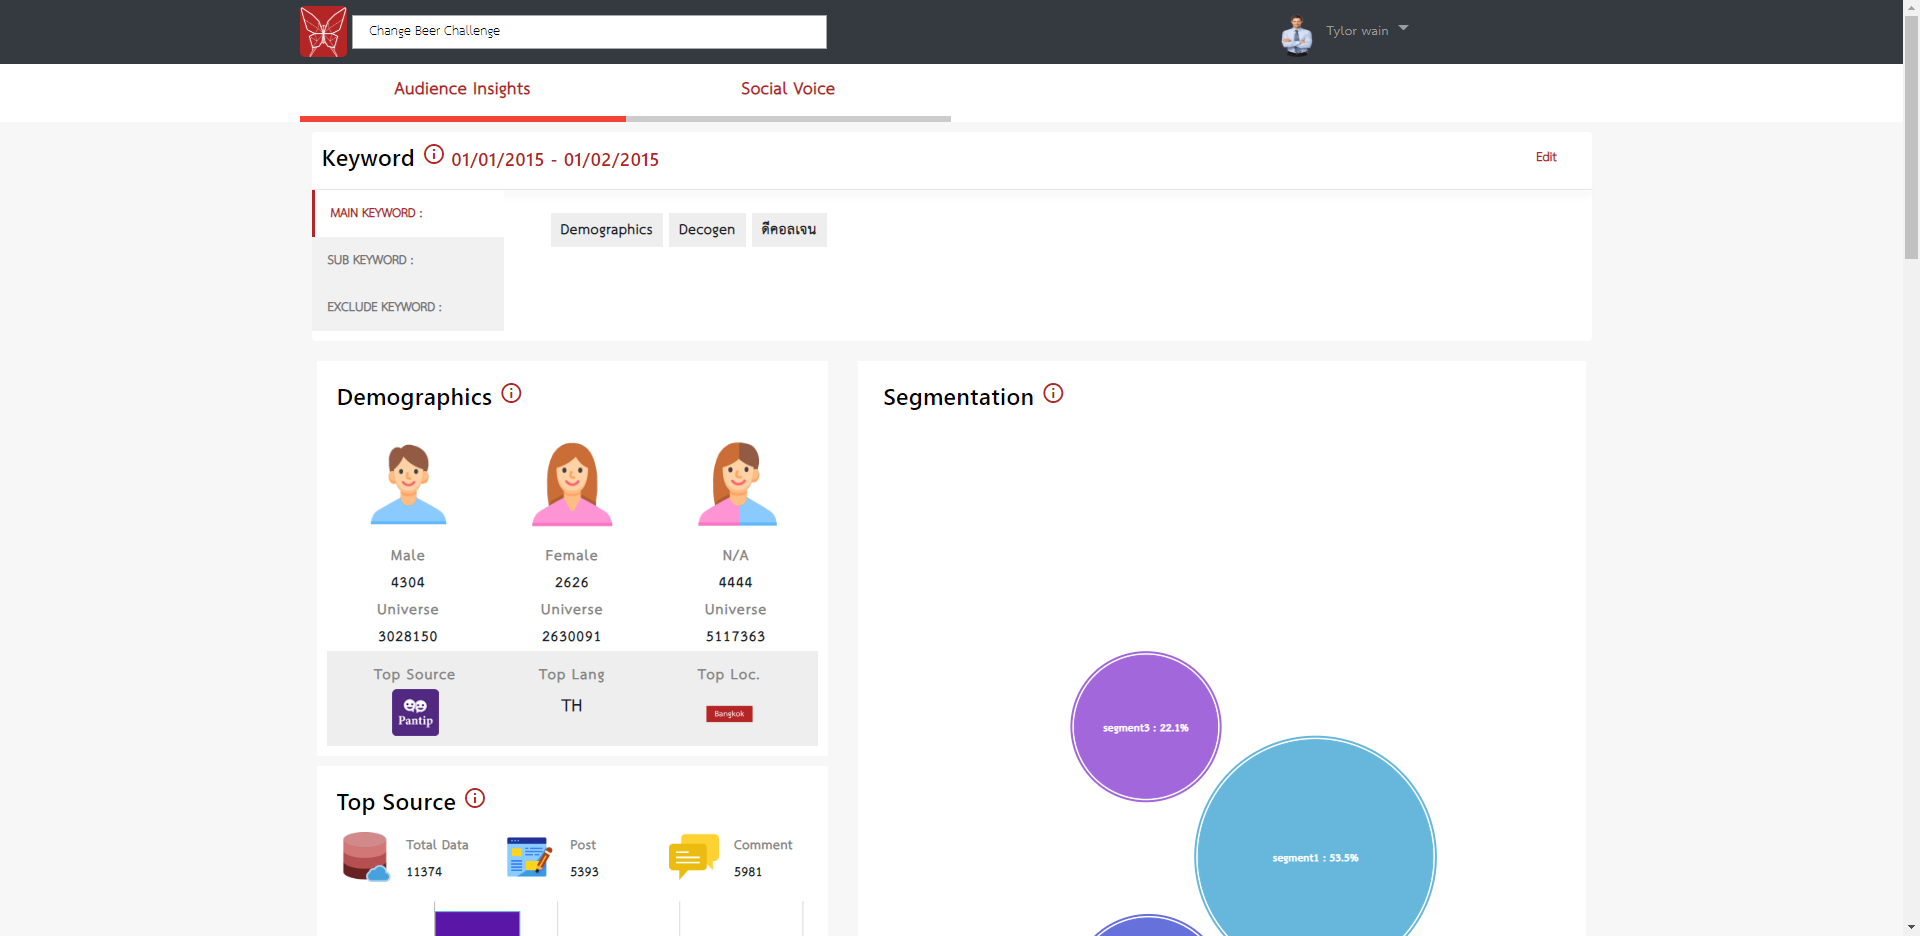 Change Beer Challenge
Tylor wain
Audience Insights
Social Voice
Keyword 01/01/2015 - 01/02/2015
Edit
MAIN KEYWORD :
Demographics Decogen ดีคอลเจน
SUB KEYWORD :
EXCLUDE KEYWORD :
Demographics
Male Female N/A
4304 2626 4444
Universe Universe Universe
3028150 2630091 5117363
Top Source Top Lang Top Loc.
Pantip TH Bangkok
Top Source
Total Data Post Comment
11374 5393 5981
Segmentation
segment3 : 22.1%
segment1 : 53.5%